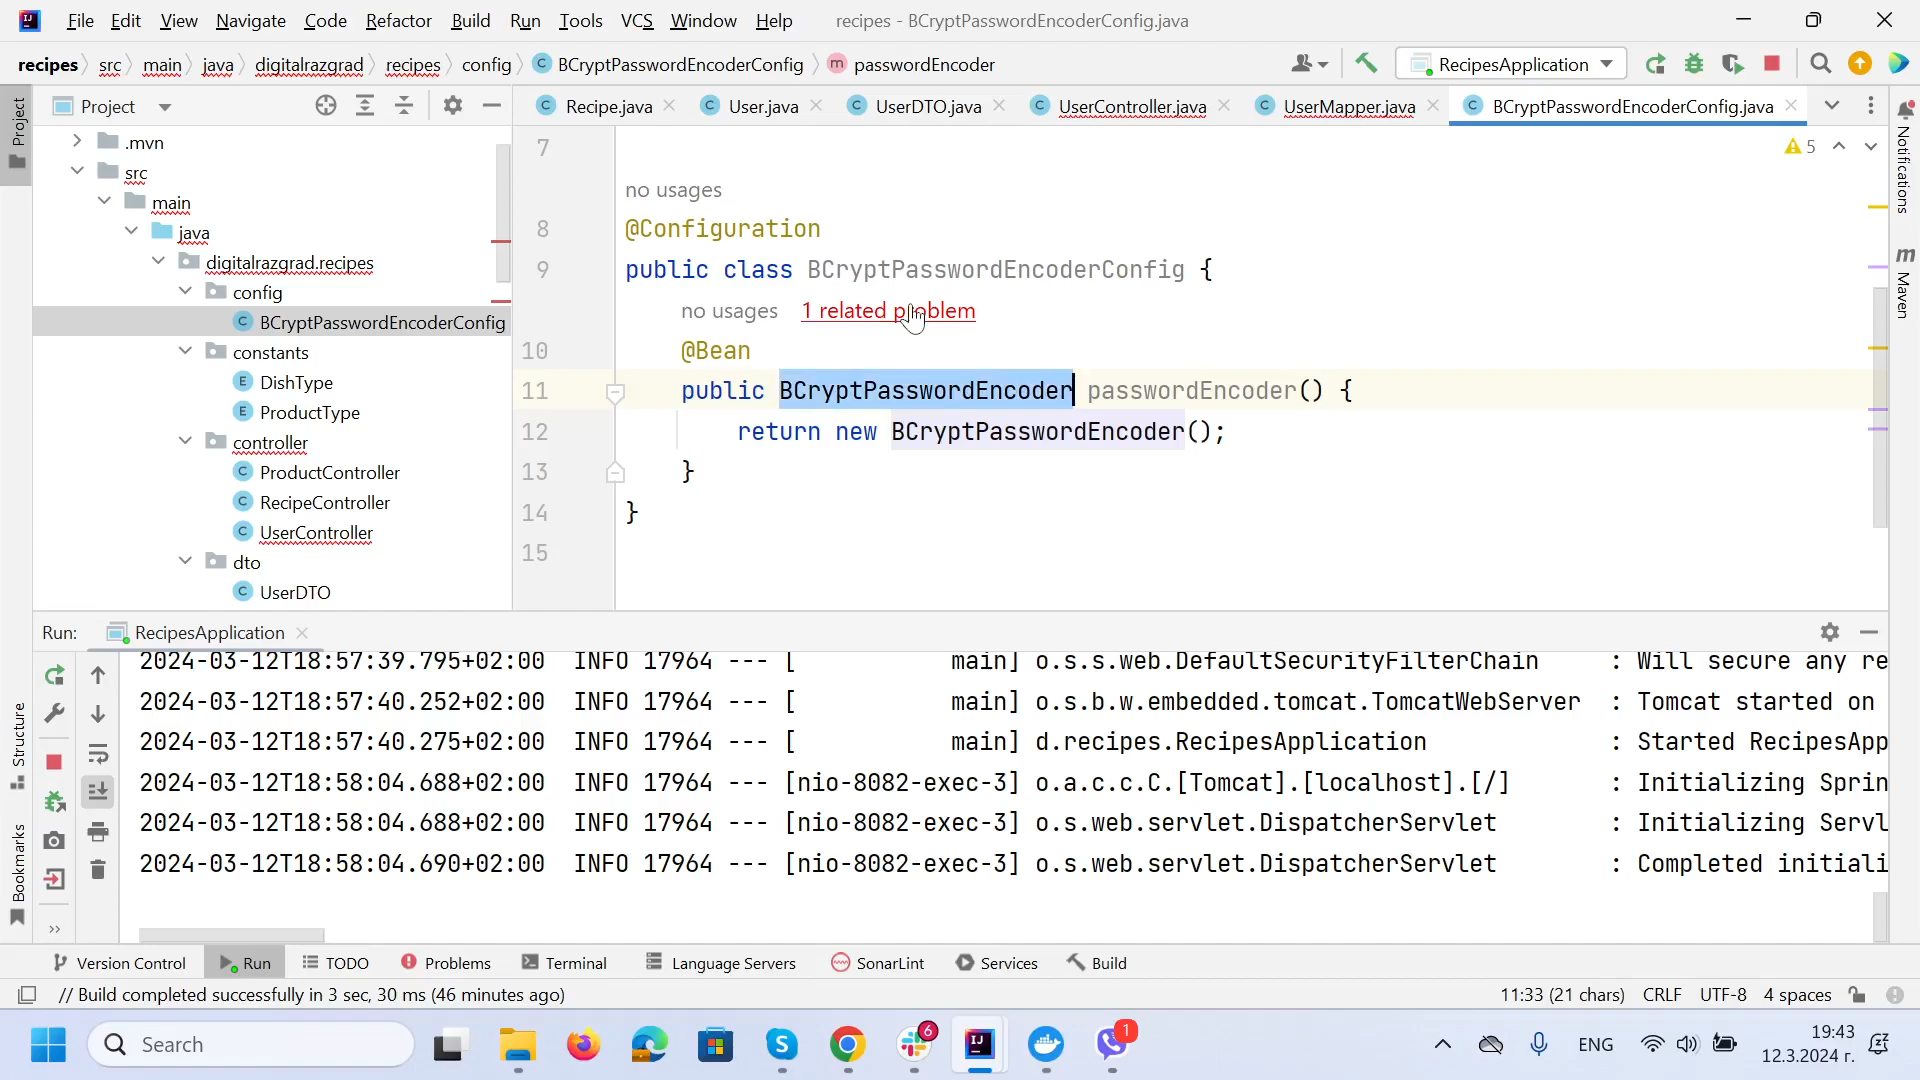 File Edit View Navigate Code Refactor Build Run Tools VCS Window Help recipes - BCryptPasswordEncoderConfig.java
recipes src main java digitalrazgrad recipes config BCryptPasswordEncoderConfig passwordEncoder RecipesApplication
Project
Recipe.java User.java UserDTO.java UserController.java UserMapper.java BCryptPasswordEncoderConfig.java
Project
.mvn
src
main
java
digitalrazgrad.recipes
config
BCryptPasswordEncoderConfig
constants
DishType
ProductType
controller
ProductController
RecipeController
UserController
dto
UserDTO
7
5
no usages
8 @Configuration
9 public class BCryptPasswordEncoderConfig {
no usages 1 related problem
10 @Bean
11 public BCryptPasswordEncoder passwordEncoder() {
12 return new BCryptPasswordEncoder();
13 }
14 }
15
Notifications
Maven
Run: RecipesApplication
2024-03-12T18:57:39.795+02:00 INFO 17964 --- [ main] o.s.s.web.DefaultSecurityFilterChain : Will secure any re
2024-03-12T18:57:40.252+02:00 INFO 17964 --- [ main] o.s.b.w.embedded.tomcat.TomcatWebServer : Tomcat started on
2024-03-12T18:57:40.275+02:00 INFO 17964 --- [ main] d.recipes.RecipesApplication : Started RecipesApp
2024-03-12T18:58:04.688+02:00 INFO 17964 --- [nio-8082-exec-3] o.a.c.c.C.[Tomcat].[localhost].[/] : Initializing Sprin
2024-03-12T18:58:04.688+02:00 INFO 17964 --- [nio-8082-exec-3] o.s.web.servlet.DispatcherServlet : Initializing Servl
2024-03-12T18:58:04.690+02:00 INFO 17964 --- [nio-8082-exec-3] o.s.web.servlet.DispatcherServlet : Completed initiali
Structure
Bookmarks
Version Control Run TODO Problems Terminal Language Servers SonarLint Services Build
// Build completed successfully in 3 sec, 30 ms (46 minutes ago) 11:33 (21 chars) CRLF UTF-8 4 spaces
Search 6 1 ENG 19:43
12.3.2024 г.